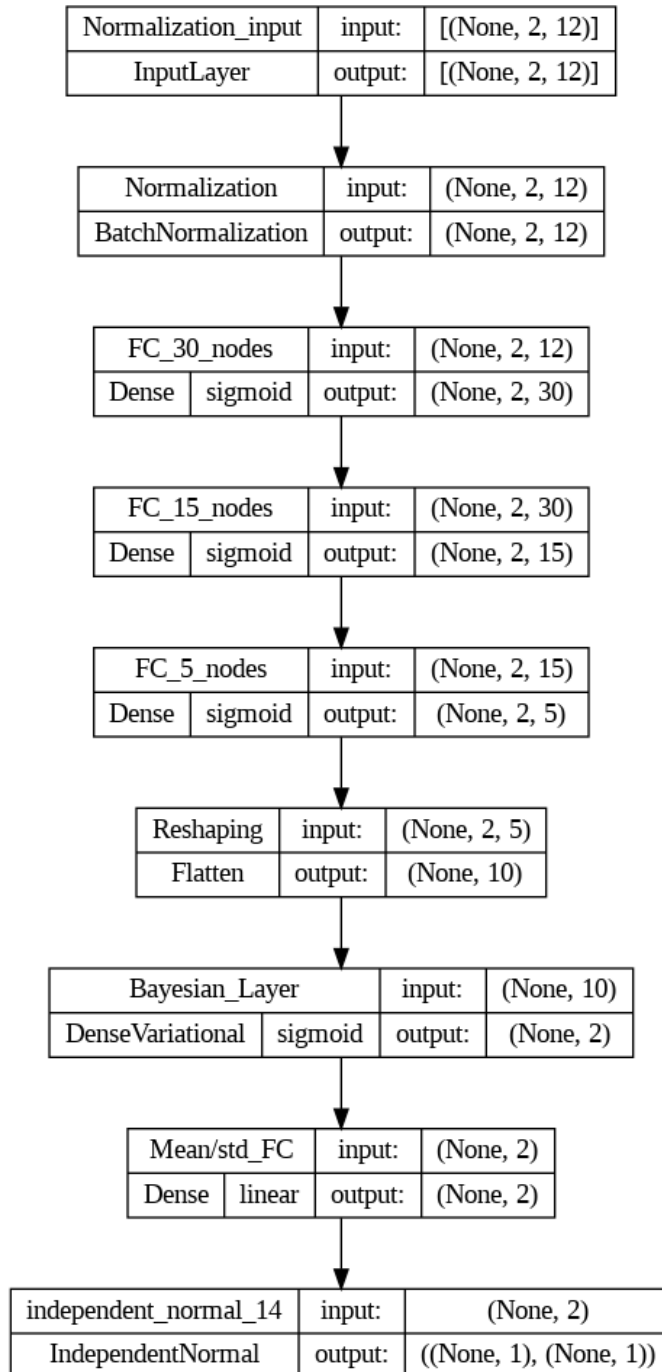 Normalization_input input: [(None, 2, 12)]
InputLayer output: [(None, 2, 12)]
Normalization input: (None, 2, 12)
BatchNormalization output: (None, 2, 12)
FC_30_nodes input: (None, 2, 12)
Dense sigmoid output: (None, 2, 30)
FC_15_nodes input: (None, 2, 30)
Dense sigmoid output: (None, 2, 15)
FC_5_nodes input: (None, 2, 15)
Dense sigmoid output: (None, 2, 5)
Reshaping input: (None, 2, 5)
Flatten output: (None, 10)
Bayesian_Layer input: (None, 10)
DenseVariational sigmoid output: (None, 2)
Mean/std_FC input: (None, 2)
Dense linear output: (None, 2)
independent_normal_14 input: (None, 2)
IndependentNormal output: ((None, 1), (None, 1))